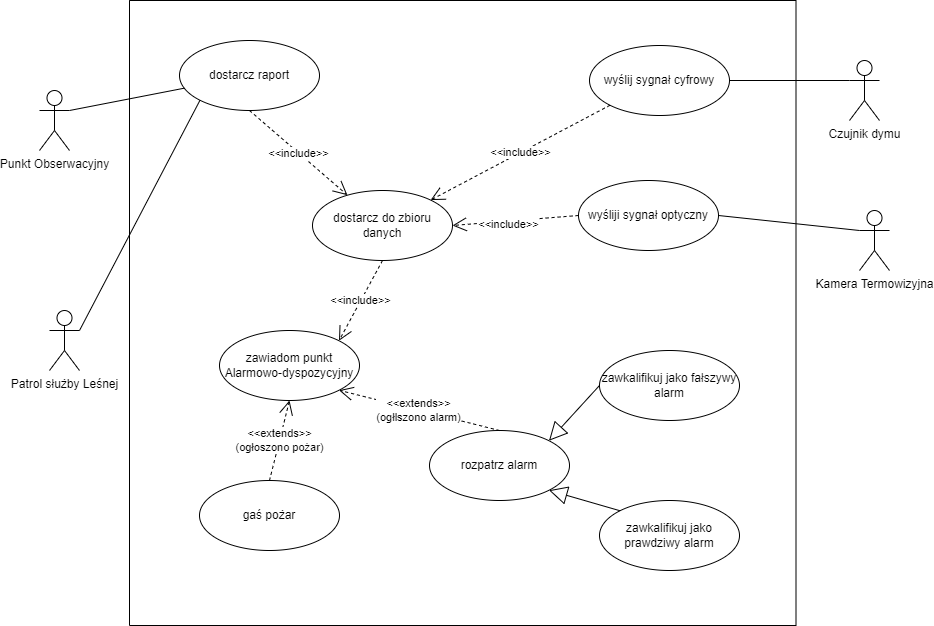 dostarcz raport
wyślij sygnał cyfrowy
Punkt Obserwacyjny
Czujnik dymu
<<include>>
<<include>>
dostarcz do zbioru
danych
<<include>>
wyśliji sygnał optyczny
Kamera Termowizyjna
<<include>>
Patrol służby Leśnej
zawiadom punkt
Alarmowo-dyspozycyjny
zawkalifikuj jako fałszywy
alarm
<<extends>>
(ogłlszono alarm)
<<extends>>
(ogłoszono pożar)
rozpatrz alarm
gaś pożar
zawkalifikuj jako
prawdziwy alarm